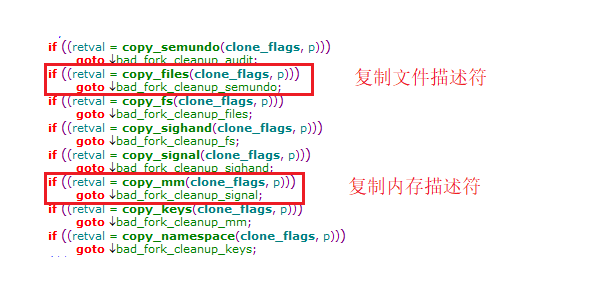 if ((retval = copy_semundo(clone_flags, p)))
goto ↓bad_fork_cleanup_audit;
if ((retval = copy_files(clone_flags, p)))
goto ↓bad_fork_cleanup_semundo;
复制文件描述符
if ((retval = copy_fs(clone_flags, p)))
goto ↓bad_fork_cleanup_files;
if ((retval = copy_sighand(clone_flags, p)))
goto ↓bad_fork_cleanup_fs;
if ((retval = copy_signal(clone_flags, p)))
goto ↓bad_fork_cleanup_sighand;
if ((retval = copy_mm(clone_flags, p)))
goto ↓bad_fork_cleanup_signal;
复制内存描述符
if ((retval = copy_keys(clone_flags, p)))
goto ↓bad_fork_cleanup_mm;
if ((retval = copy_namespace(clone_flags, p)))
goto ↓bad_fork_cleanup_keys;